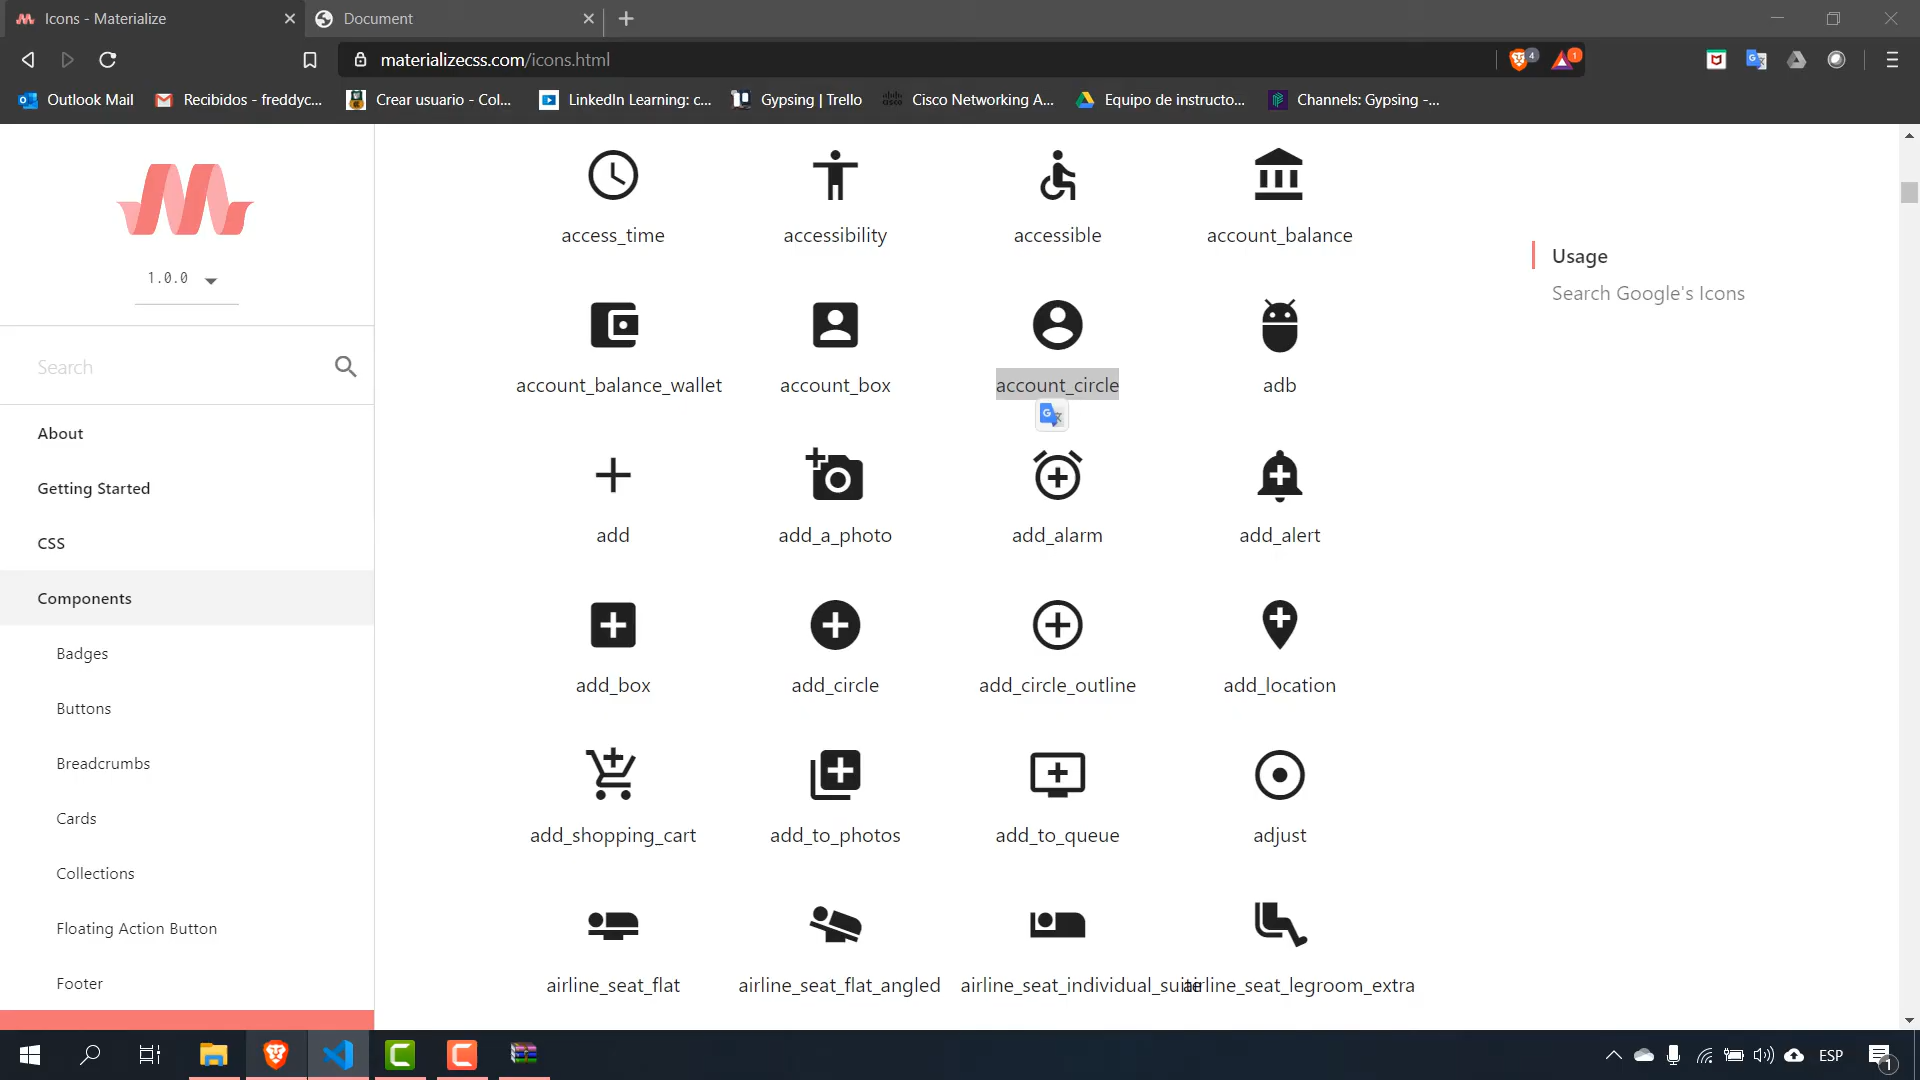 Icons - Materialize
Document
materializecss.com/icons.html
4
1
Outlook Mail
Recibidos - freddyc...
Crear usuario - Col...
LinkedIn Learning: c...
Gypsing | Trello
Cisco Networking A...
Equipo de instructo...
Channels: Gypsing -...
1.0.0
Search
About
Getting Started
CSS
Components
Badges
Buttons
Breadcrumbs
Cards
Collections
Floating Action Button
Footer
access_time
accessibility
accessible
account_balance
account_balance_wallet
account_box
account_circle
adb
add
add_a_photo
add_alarm
add_alert
add_box
add_circle
add_circle_outline
add_location
add_shopping_cart
add_to_photos
add_to_queue
adjust
airline_seat_flat
airline_seat_flat_angled
airline_seat_individual_suite
airline_seat_legroom_extra
Usage
Search Google's Icons
ESP
1